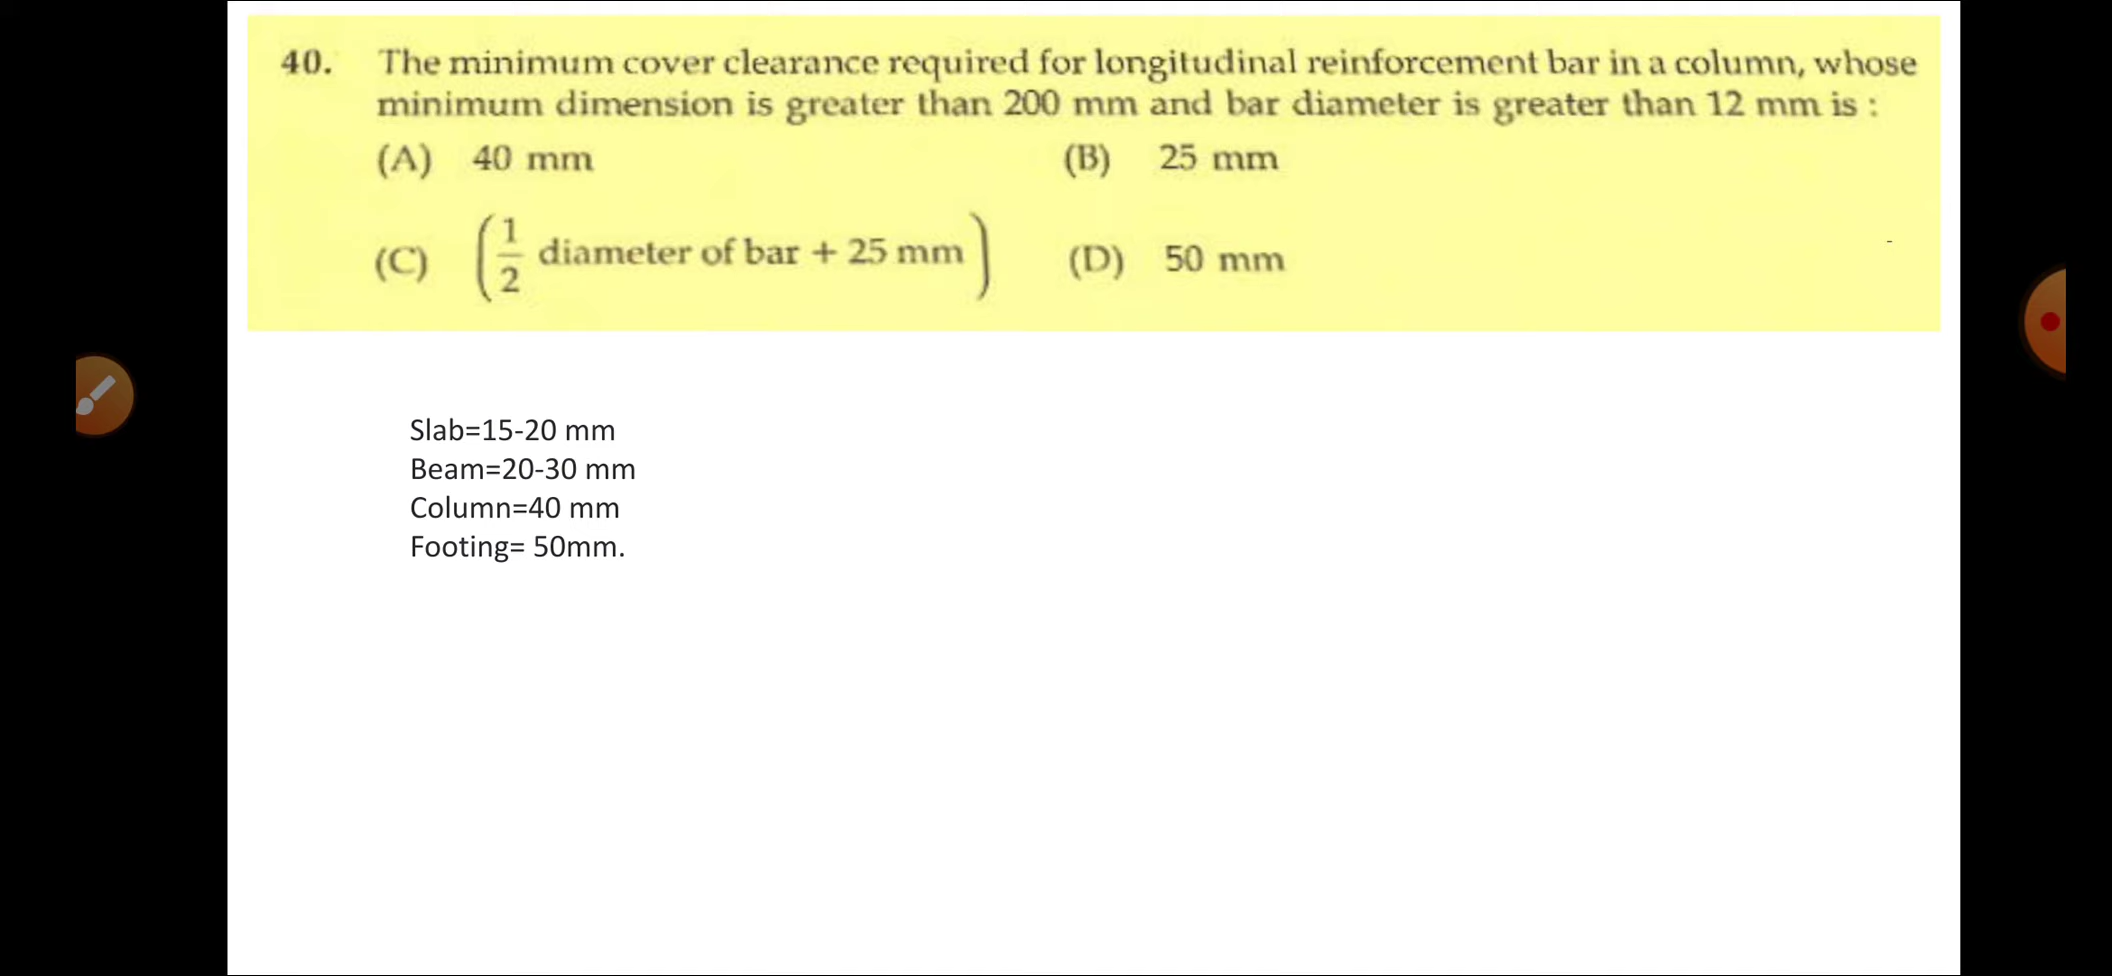 40. The minimum cover clearance required for longitudinal reinforcement bar in a column, whose
minimum dimension is greater than 200 mm and bar diameter is greater than 12 mm is :
(A) 40 mm (B) 25 mm
(C) (1/2 diameter of bar + 25 mm) (D) 50 mm
Slab=15-20 mm
Beam=20-30 mm
Column=40 mm
Footing= 50mm.